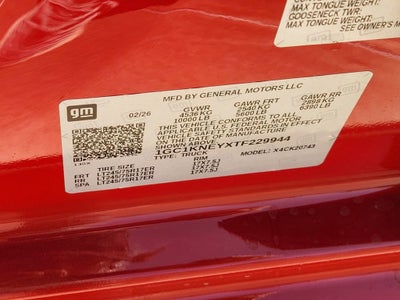 MAX TONGUE WEIGHT:
GOOSENECK TWR:
MAX TONGUE WEIGHT:
SEE OWNER'S M
gm
MFD BY GENERAL MOTORS LLC
02/26
GVWR GAWR FRT GAWR RR
4536 KG 2540 KG 2898 KG
10000 LB 5600 LB 6390 LB
THIS VEHICLE CONFORMS TO ALL
APPLICABLE U.S. FEDERAL MOTOR
VEHICLE SAFETY STANDARDS IN EFFECT
ON THE DATE OF MANUFACTURE
1GC1KNEYXTF229944
TYPE: TRUCK MODEL: X4CK20743
TIRE SIZE RIM
FRT LT245/75R17ER 17X7.5J
RR LT245/75R17ER 17X7.5J
SPA LT245/75R17ER 17X7.5J